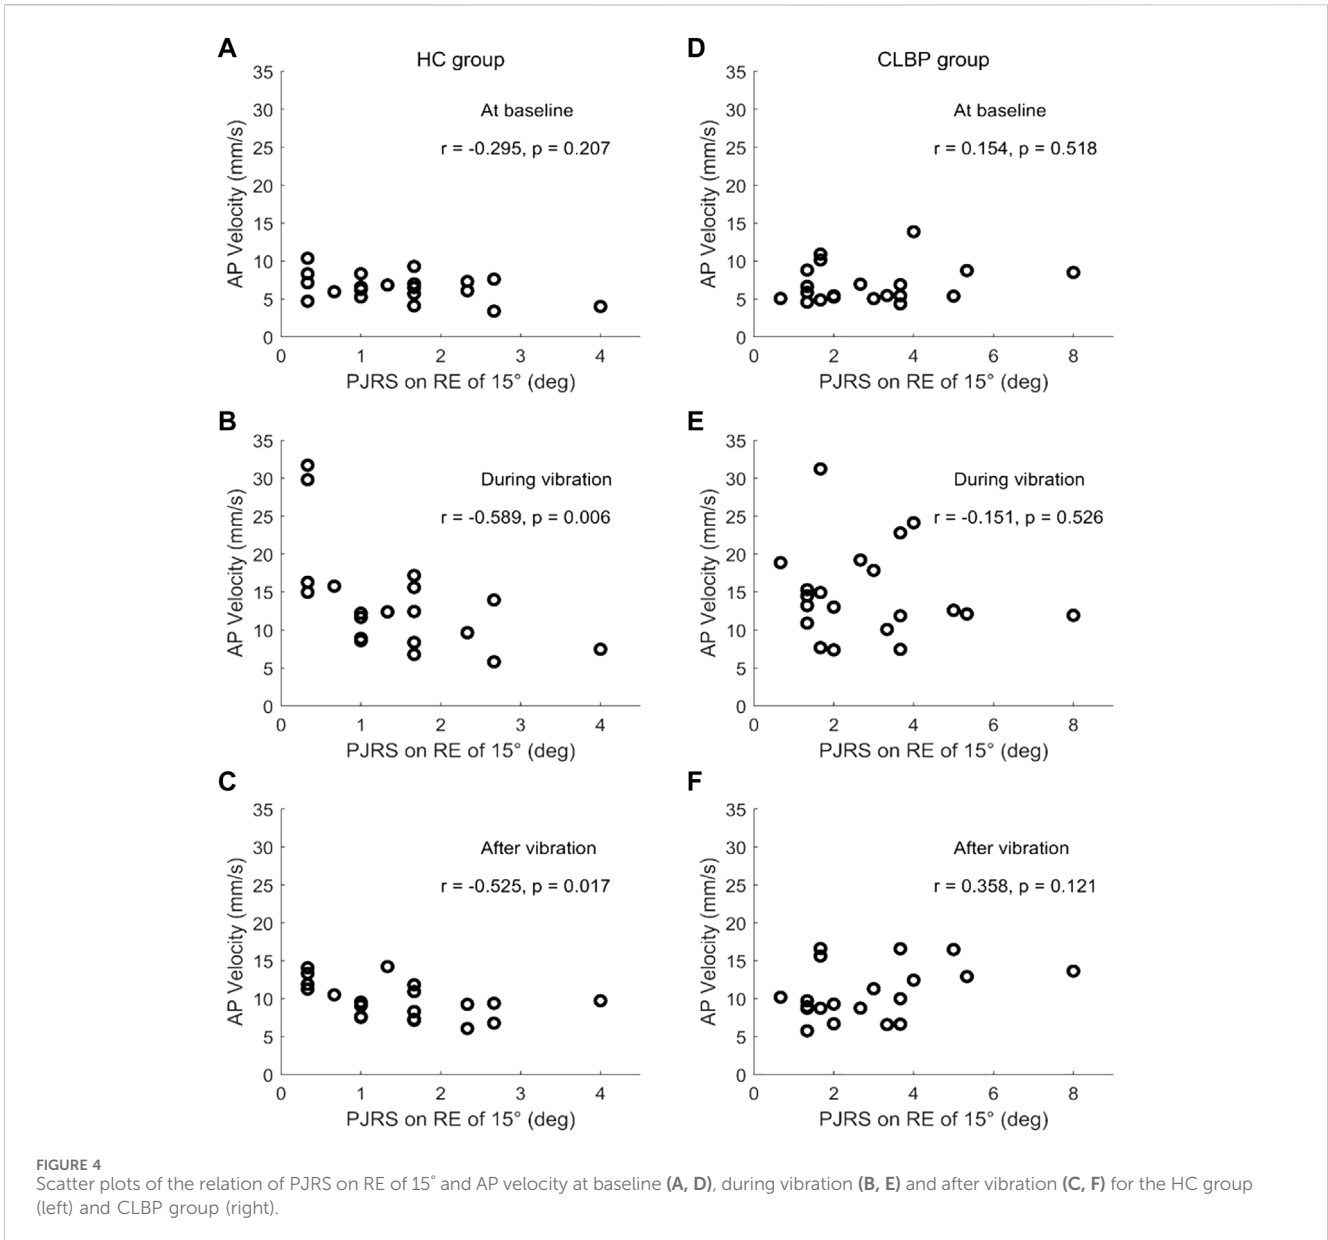 A
HC group
35
30
25
20
15
10
5
0
AP Velocity (mm/s)
At baseline
r = -0.295, p = 0.207
0 1 2 3 4
PJRS on RE of 15° (deg)
D
CLBP group
35
30
25
20
15
10
5
0
AP Velocity (mm/s)
At baseline
r = 0.154, p = 0.518
0 2 4 6 8
PJRS on RE of 15° (deg)
B
35
30
25
20
15
10
5
0
AP Velocity (mm/s)
During vibration
r = -0.589, p = 0.006
0 1 2 3 4
PJRS on RE of 15° (deg)
E
35
30
25
20
15
10
5
0
AP Velocity (mm/s)
During vibration
r = -0.151, p = 0.526
0 2 4 6 8
PJRS on RE of 15° (deg)
C
35
30
25
20
15
10
5
0
AP Velocity (mm/s)
After vibration
r = -0.525, p = 0.017
0 1 2 3 4
PJRS on RE of 15° (deg)
F
35
30
25
20
15
10
5
0
AP Velocity (mm/s)
After vibration
r = 0.358, p = 0.121
0 2 4 6 8
PJRS on RE of 15° (deg)
FIGURE 4
Scatter plots of the relation of PJRS on RE of 15° and AP velocity at baseline (A, D), during vibration (B, E) and after vibration (C, F) for the HC group
(left) and CLBP group (right).